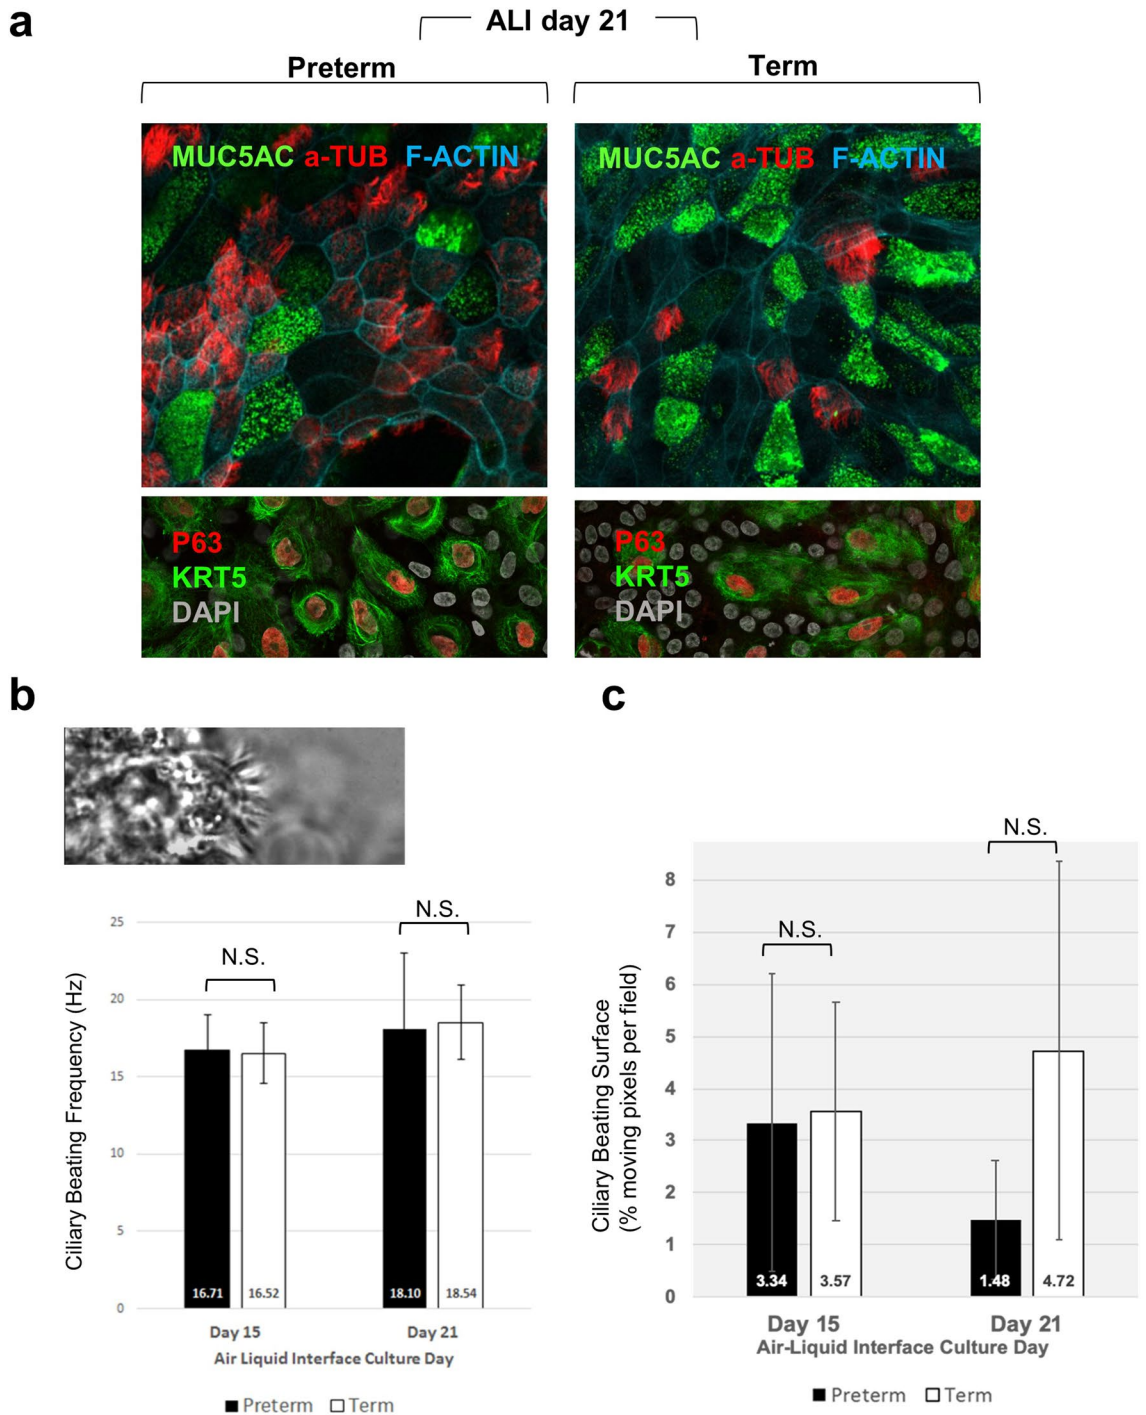 a
ALI day 21
Preterm
Term
MUC5AC a-TUB F-ACTIN
MUC5AC a-TUB F-ACTIN
P63
KRT5
DAPI
P63
KRT5
DAPI
b
Ciliary Beating Frequency (Hz)
25
20
15
10
5
0
N.S.
N.S.
16.71
16.52
18.10
18.54
Day 15
Day 21
Air Liquid Interface Culture Day
Preterm
Term
c
Ciliary Beating Surface
(% moving pixels per field)
8
7
6
5
4
3
2
1
0
N.S.
N.S.
3.34
3.57
1.48
4.72
Day 15
Day 21
Air-Liquid Interface Culture Day
Preterm
Term